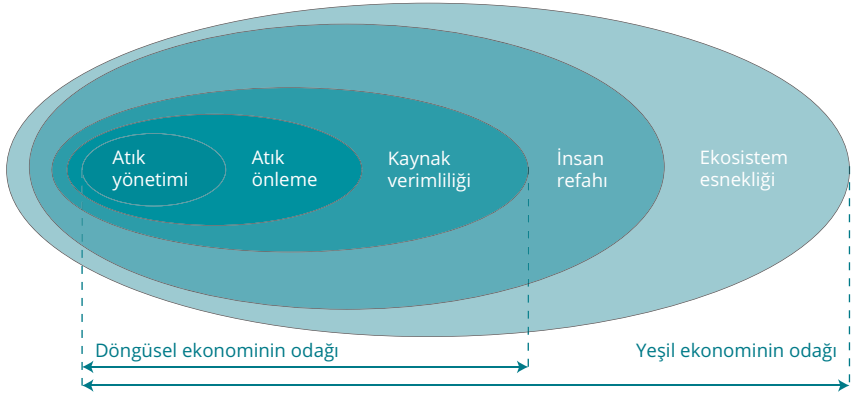 Atık
yönetimi
Atık
önleme
Kaynak
verimliliği
İnsan
refahı
Ekosistem
esnekliği
Döngüsel ekonominin odağı
Yeşil ekonominin odağı